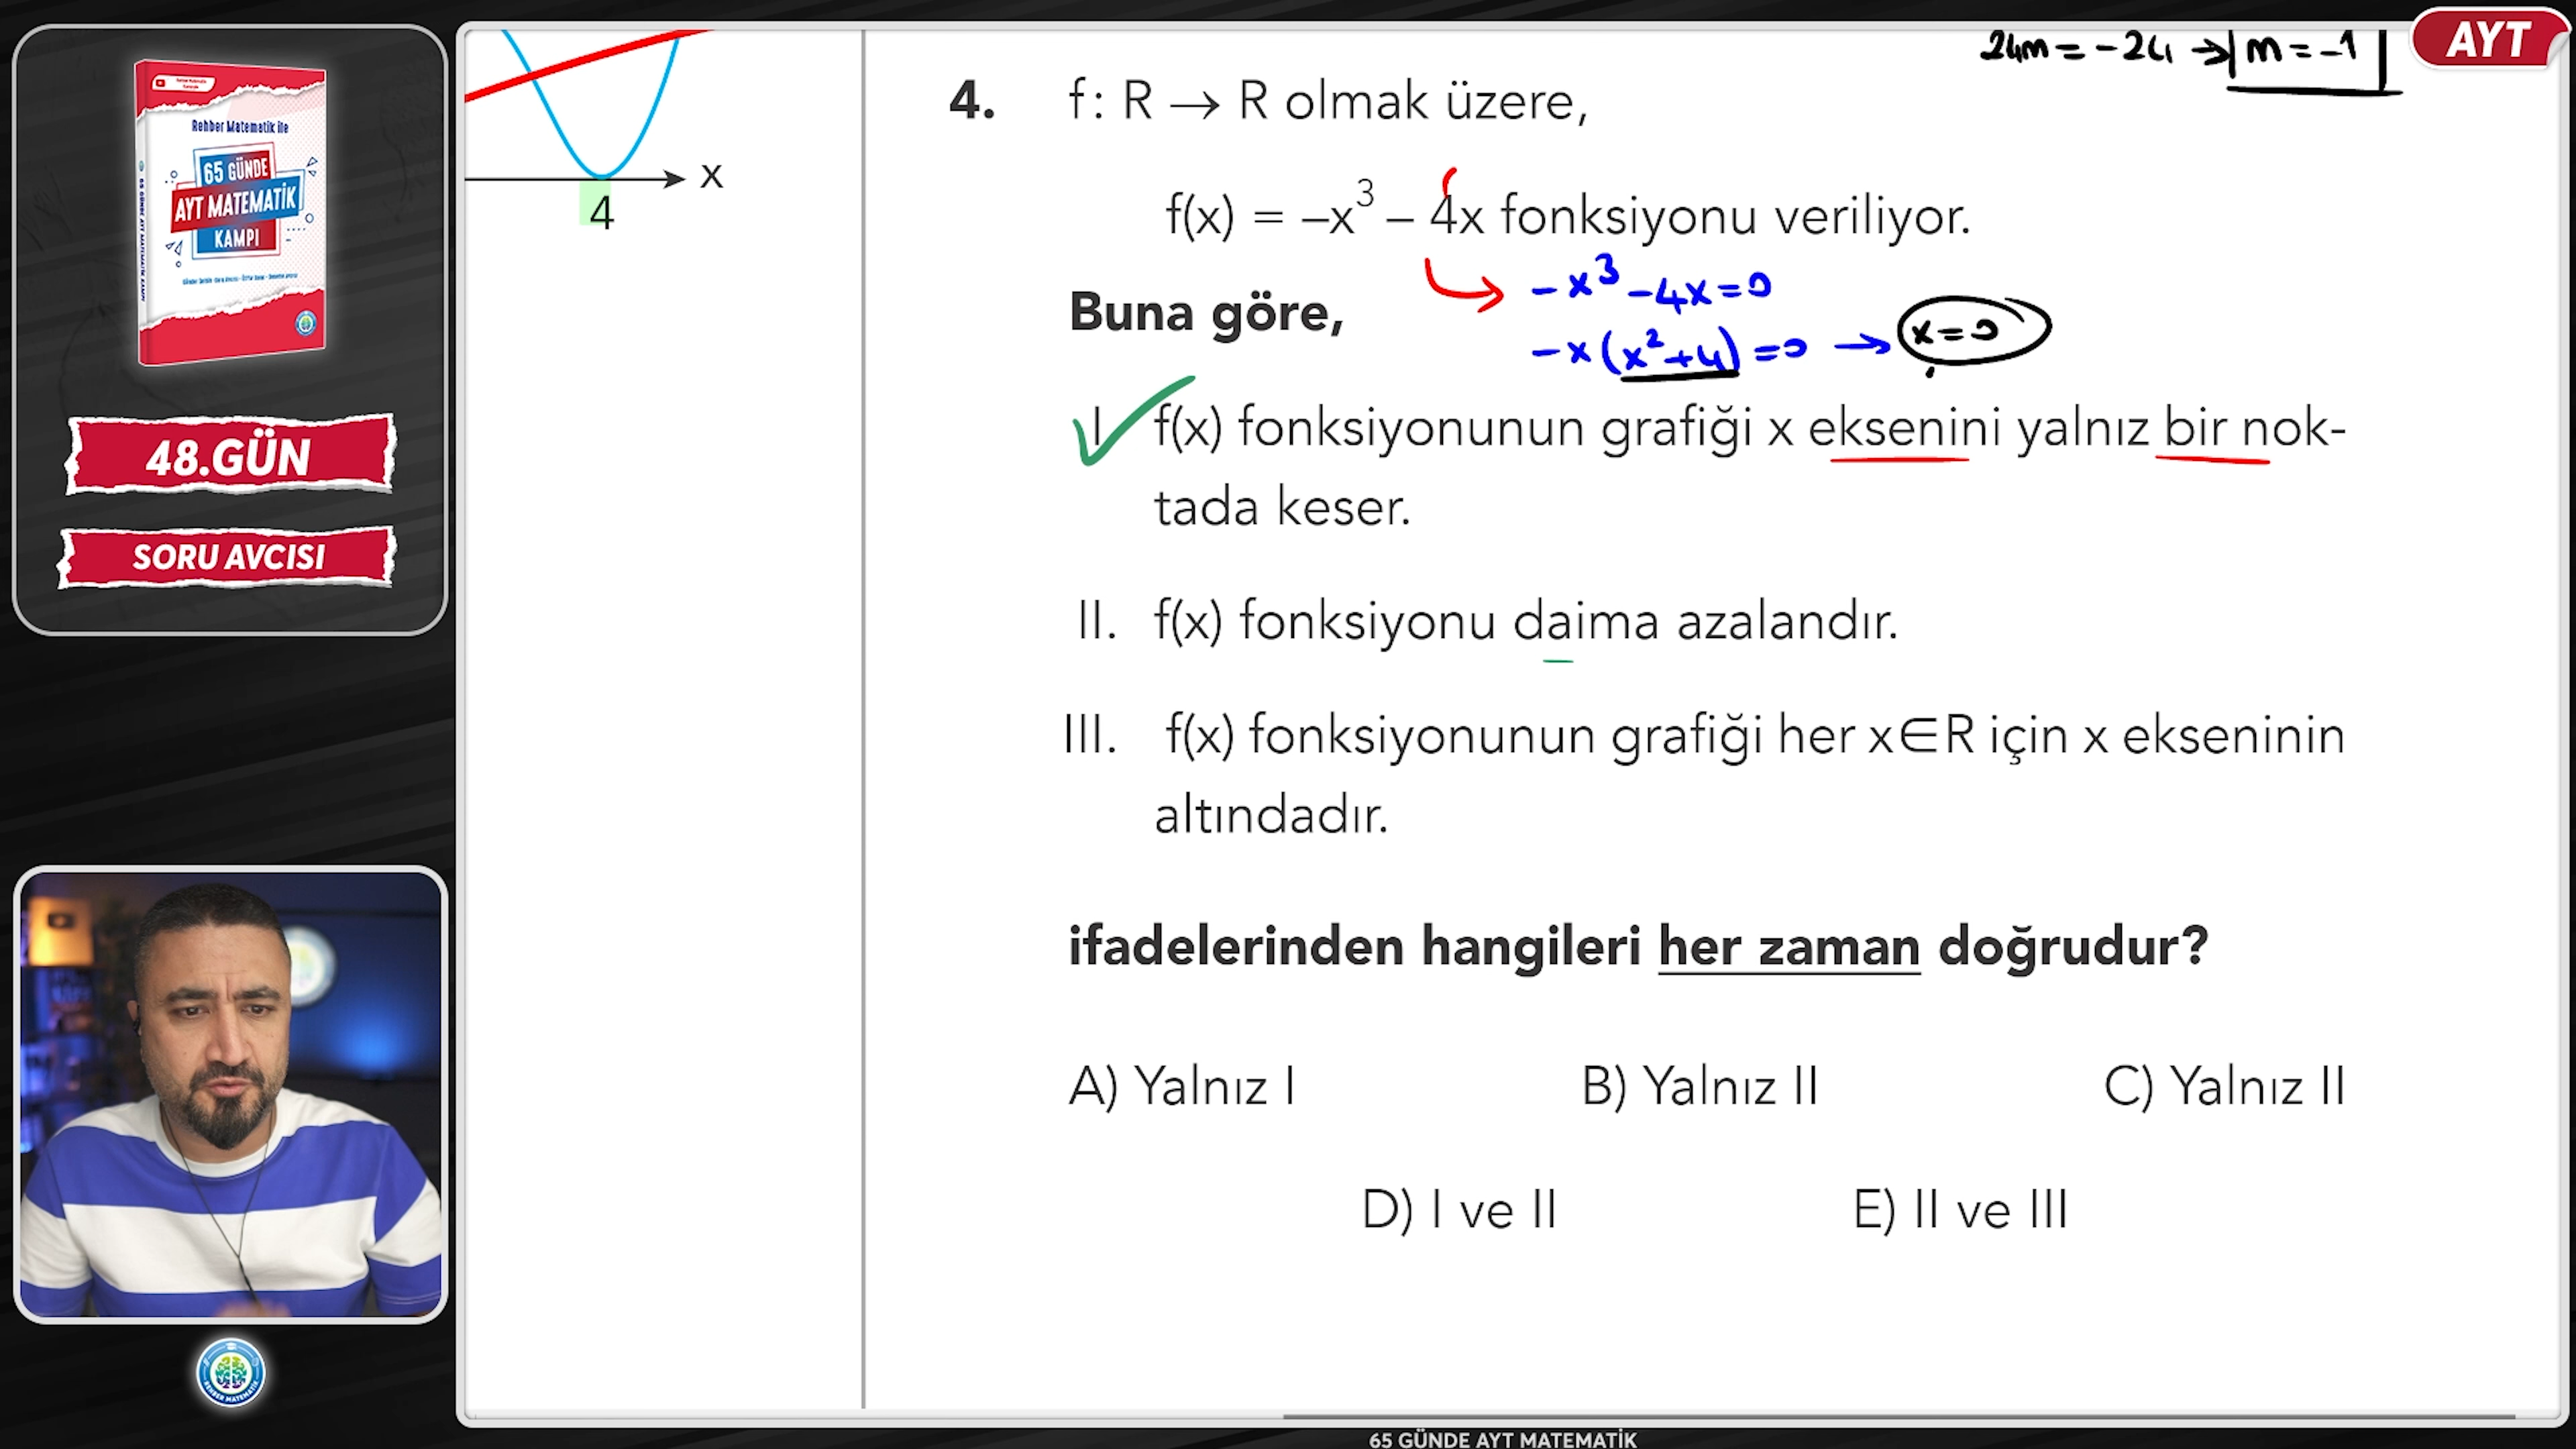 Rehber Matematik ile
65 GÜNDE
AYT MATEMATİK
KAMPI
48.GÜN
SORU AVCISI
REHBER MATEMATİK
x
4
24m = -24 → m = -1
AYT
4. f: R → R olmak üzere,
f(x) = –x³ – 4x fonksiyonu veriliyor.
-x³ -4x=0
Buna göre,
-x(x²+4)=0 → x=0
I f(x) fonksiyonunun grafiği x eksenini yalnız bir nok-
tada keser.
II. f(x) fonksiyonu daima azalandır.
III. f(x) fonksiyonunun grafiği her x∈R için x ekseninin
altındadır.
ifadelerinden hangileri her zaman doğrudur?
A) Yalnız I B) Yalnız II C) Yalnız II
D) I ve II E) II ve III
65 GÜNDE AYT MATEMATİK